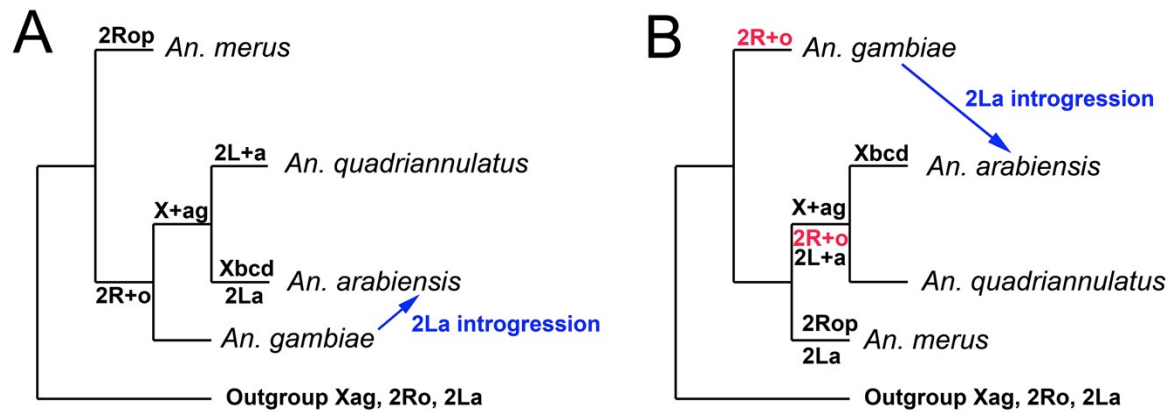 A
2Rop
An. merus
2L+a
An. quadriannulatus
X+ag
Xbcd
An. arabiensis
2R+o
2La
2La introgression
An. gambiae
Outgroup Xag, 2Ro, 2La
B
2R+o
An. gambiae
2La introgression
Xbcd
An. arabiensis
X+ag
2R+o
2L+a
An. quadriannulatus
2Rop
An. merus
2La
Outgroup Xag, 2Ro, 2La